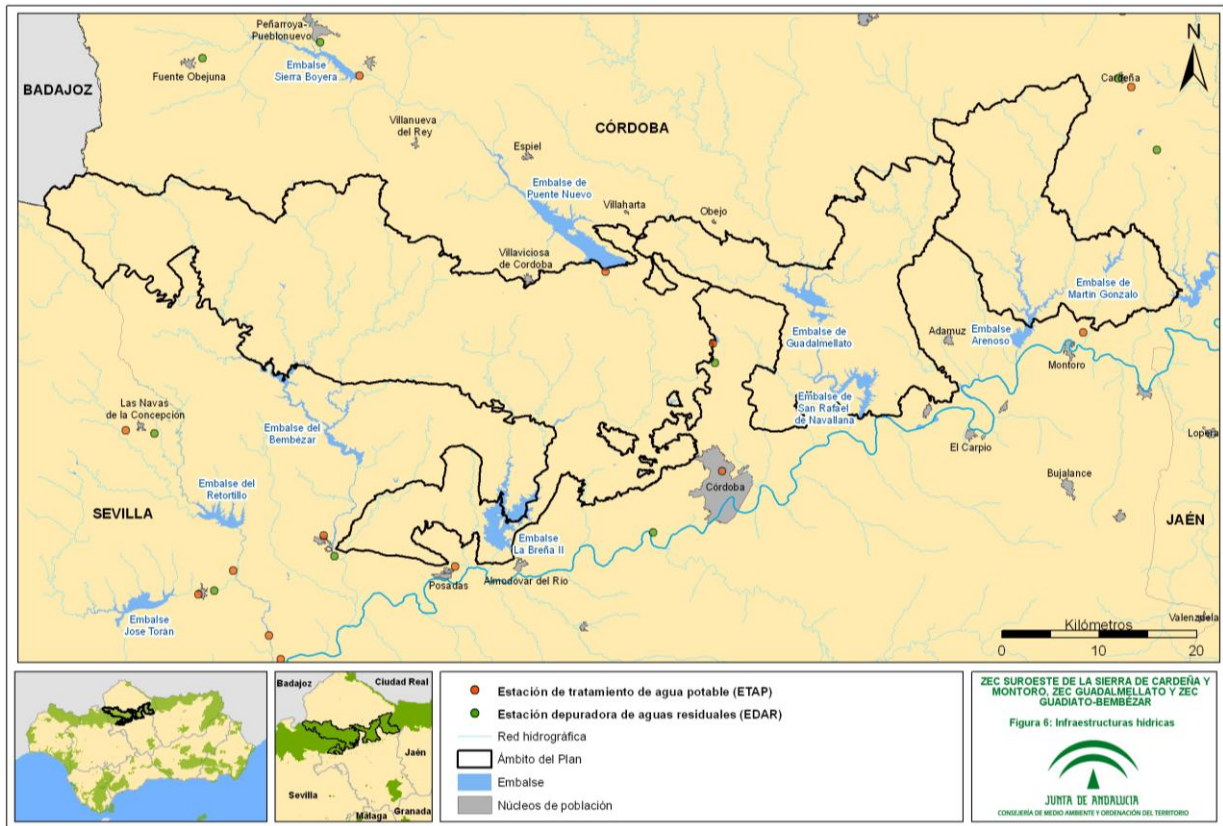 Peñarroya-
Pueblonuevo
Fuente Obejuna
Embalse
Sierra Boyera
BADAJOZ
Villanueva
del Rey
CÓRDOBA
Espiel
N
Cardeña
Embalse de
Puente Nuevo
Villaharta
Obejo
Villaviciosa
de Cordoba
Embalse de
Martín Gonzalo
Embalse de
Guadalmellato
Adamuz
Embalse
Arenoso
Montoro
Las Navas
de la Concepción
Embalse del
Bembézar
Embalse de
San Rafael
de Navallana
El Carpio
Lopera
Embalse del
Retortillo
Córdoba
Bujalance
SEVILLA
JAÉN
Embalse
La Breña II
Posadas
Almodóvar del Río
Embalse
Jose Torán
Valenzuela
Kilómetros
0 5 10 20
Badajoz
Ciudad Real
Jaén
Sevilla
Málaga
Granada
Estación de tratamiento de agua potable (ETAP)
Estación depuradora de aguas residuales (EDAR)
Red hidrográfica
Ámbito del Plan
Embalse
Núcleos de población
ZEC SUROESTE DE LA SIERRA DE CARDEÑA Y
MONTORO, ZEC GUADALMELLATO Y ZEC
GUADIATO-BEMBÉZAR
Figura 6: Infraestructuras hídricas
JUNTA DE ANDALUCIA
CONSEJERÍA DE MEDIO AMBIENTE Y ORDENACIÓN DEL TERRITORIO